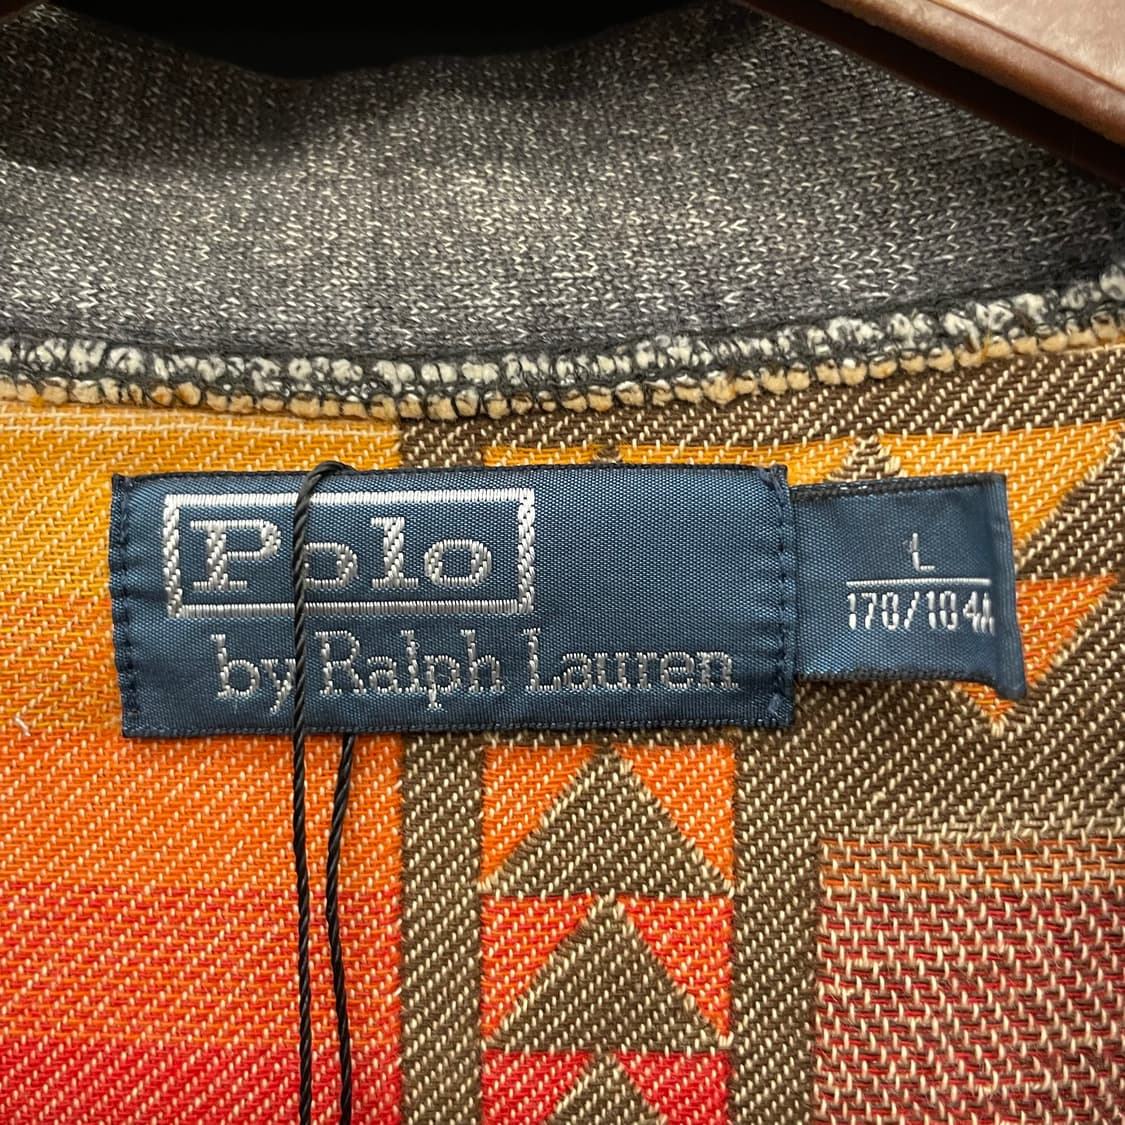 Polo
by Ralph Lauren
L
170/104A